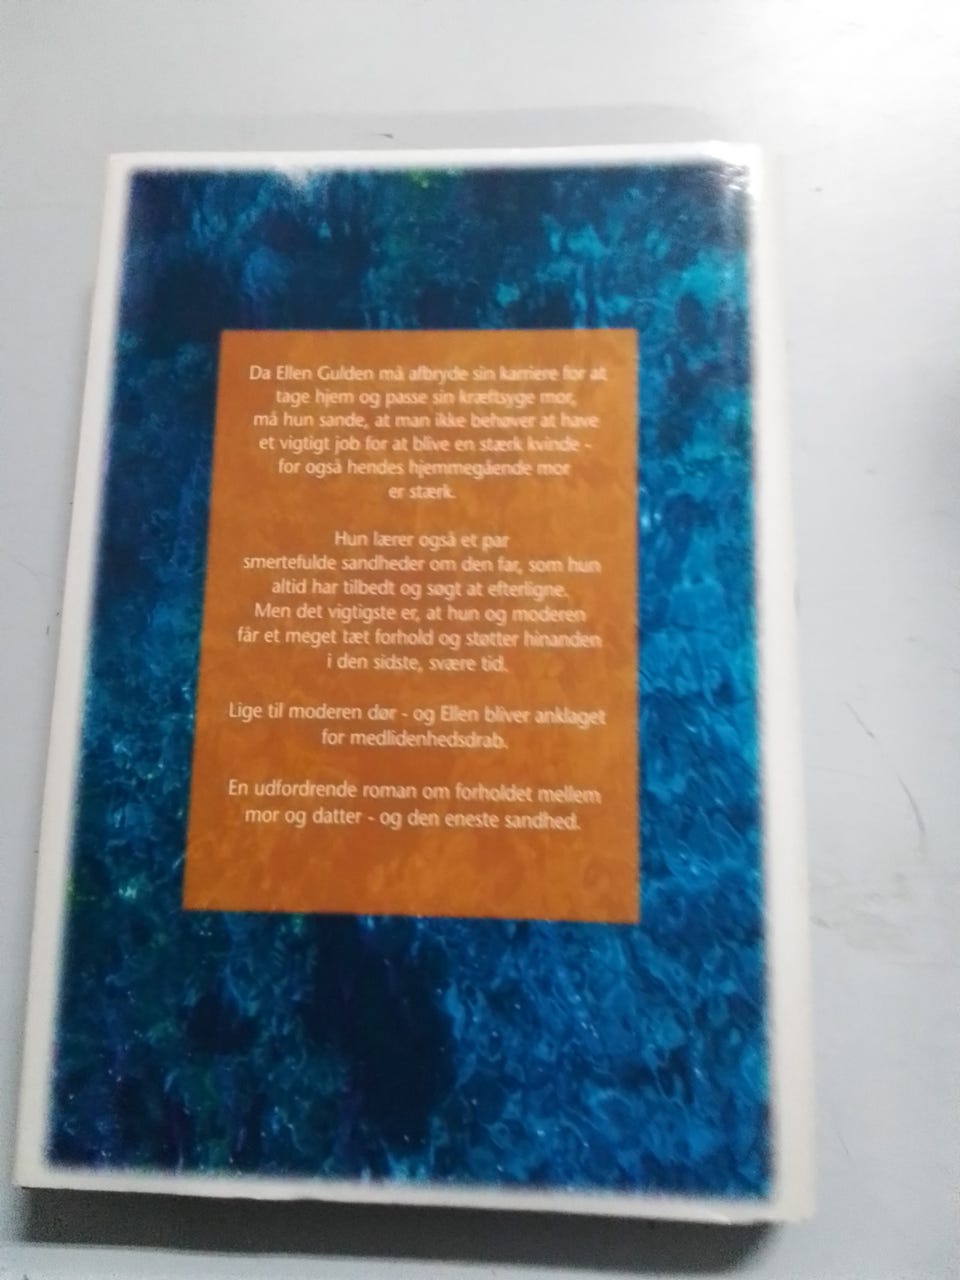 Da Ellen Gulden må afbryde sin karriere for at
tage hjem og passe sin kræftsyge mor,
må hun sande, at man ikke behøver at have
et vigtigt job for at blive en stærk kvinde -
for også hendes hjemmegående mor
er stærk.
Hun lærer også et par
smertefulde sandheder om den far, som hun
altid har tilbedt og søgt at efterligne.
Men det vigtigste er, at hun og moderen
får et meget tæt forhold og støtter hinanden
i den sidste, svære tid.
Lige til moderen dør - og Ellen bliver anklaget
for medlidenhedsdrab.
En udfordrende roman om forholdet mellem
mor og datter - og den eneste sandhed.